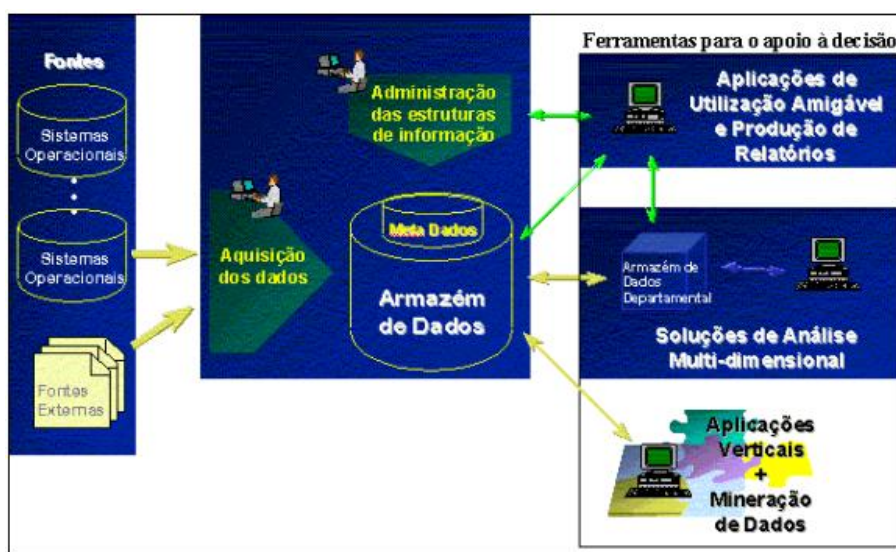 Fontes
Sistemas
Operacionais
Sistemas
Operacionais
Fontes
Externas
Administração
das estruturas
de informação
Aquisição
dos dados
Meta Dados
Armazém
de Dados
Ferramentas para o apoio à decisão
Aplicações de
Utilização Amigável
e Produção de
Relatórios
Armazém de
Dados
Departamental
Soluções de Análise
Multi-dimensional
Aplicações
Verticais
+
Mineração
de Dados